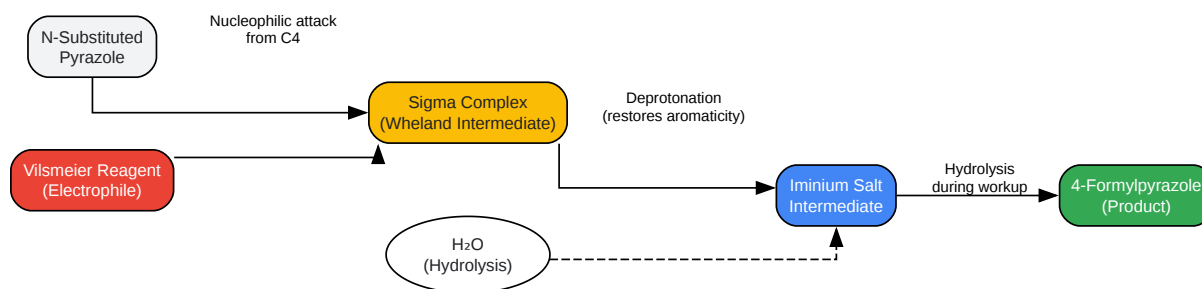 N-Substituted
Pyrazole
Nucleophilic attack
from C4
Vilsmeier Reagent
(Electrophile)
Sigma Complex
(Wheland Intermediate)
Deprotonation
(restores aromaticity)
H₂O
(Hydrolysis)
Iminium Salt
Intermediate
Hydrolysis
during workup
4-Formylpyrazole
(Product)